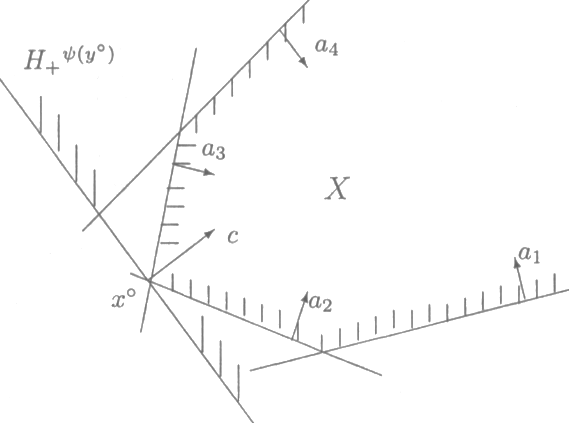 H₊^ψ(y°)
a₄
a₃
X
c
a₁
x°
a₂